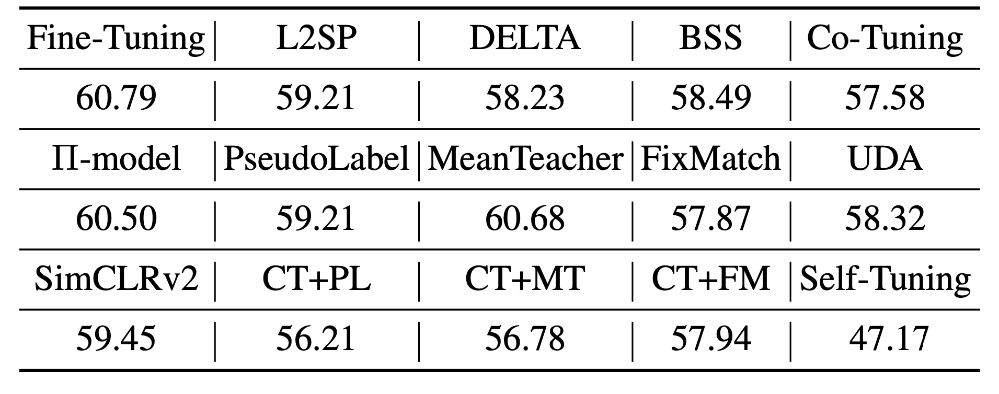 Fine-Tuning L2SP DELTA BSS Co-Tuning
60.79 59.21 58.23 58.49 57.58
Π-model PseudoLabel MeanTeacher FixMatch UDA
60.50 59.21 60.68 57.87 58.32
SimCLRv2 CT+PL CT+MT CT+FM Self-Tuning
59.45 56.21 56.78 57.94 47.17